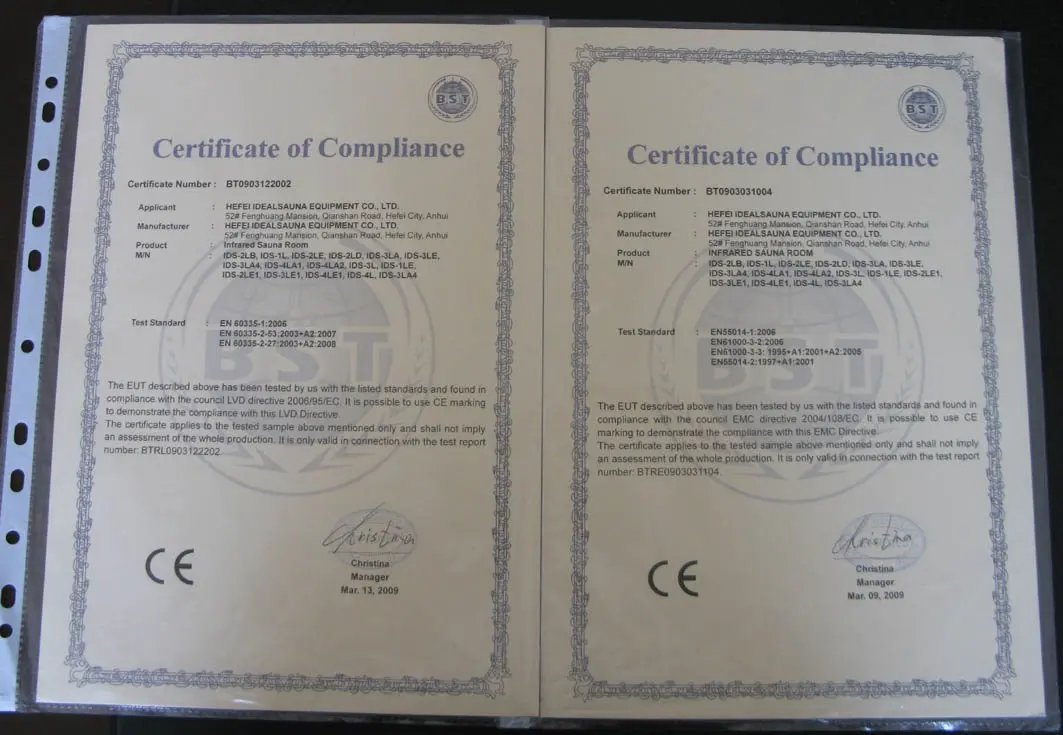 BST
Certificate of Compliance
Certificate Number : BT0903122002
Applicant : HEFEI IDEALSAUNA EQUIPMENT CO., LTD.
52# Fenghuang Mansion, Qianshan Road, Hefei City, Anhui
Manufacturer : HEFEI IDEALSAUNA EQUIPMENT CO., LTD.
52# Fenghuang Mansion, Qianshan Road, Hefei City, Anhui
Product : Infrared Sauna Room
M/N : IDS-2LB, IDS-1L, IDS-2LE, IDS-2LD, IDS-3LA, IDS-3LE,
IDS-3LA4, IDS-4LA1, IDS-4LA2, IDS-3L, IDS-1LE,
IDS-2LE1, IDS-3LE1, IDS-4LE1, IDS-4L, IDS-3LA4
Test Standard : EN 60335-1:2006
EN 60335-2-53:2003+A2:2007
EN 60335-2-27:2003+A2:2008
BST
The EUT described above has been tested by us with the listed standards and found in
compliance with the council LVD directive 2006/95/EC. It is possible to use CE marking
to demonstrate the compliance with this LVD Directive.
The certificate applies to the tested sample above mentioned only and shall not imply
an assessment of the whole production. It is only valid in connection with the test report
number: BTRL0903122202.
CE
Christina
Christina
Manager
Mar. 13, 2009
BST
Certificate of Compliance
Certificate Number : BT0903031004
Applicant : HEFEI IDEALSAUNA EQUIPMENT CO., LTD.
52# Fenghuang Mansion, Qianshan Road, Hefei City, Anhui
Manufacturer : HEFEI IDEALSAUNA EQUIPMENT CO., LTD.
52# Fenghuang Mansion, Qianshan Road, Hefei City, Anhui
Product : INFRARED SAUNA ROOM
M/N : IDS-2LB, IDS-1L, IDS-2LE, IDS-2LD, IDS-3LA, IDS-3LE,
IDS-3LA4, IDS-4LA1, IDS-4LA2, IDS-3L, IDS-1LE, IDS-2LE1,
IDS-3LE1, IDS-4LE1, IDS-4L, IDS-3LA4
Test Standard : EN55014-1:2006
EN61000-3-2:2006
EN61000-3-3: 1995+A1:2001+A2:2005
EN55014-2:1997+A1:2001
BST
The EUT described above has been tested by us with the listed standards and found in
compliance with the council EMC directive 2004/108/EC. It is possible to use CE
marking to demonstrate the compliance with this EMC Directive.
The certificate applies to the tested sample above mentioned only and shall not imply
an assessment of the whole production. It is only valid in connection with the test report
number: BTRE0903031104.
CE
Christina
Christina
Manager
Mar. 09, 2009